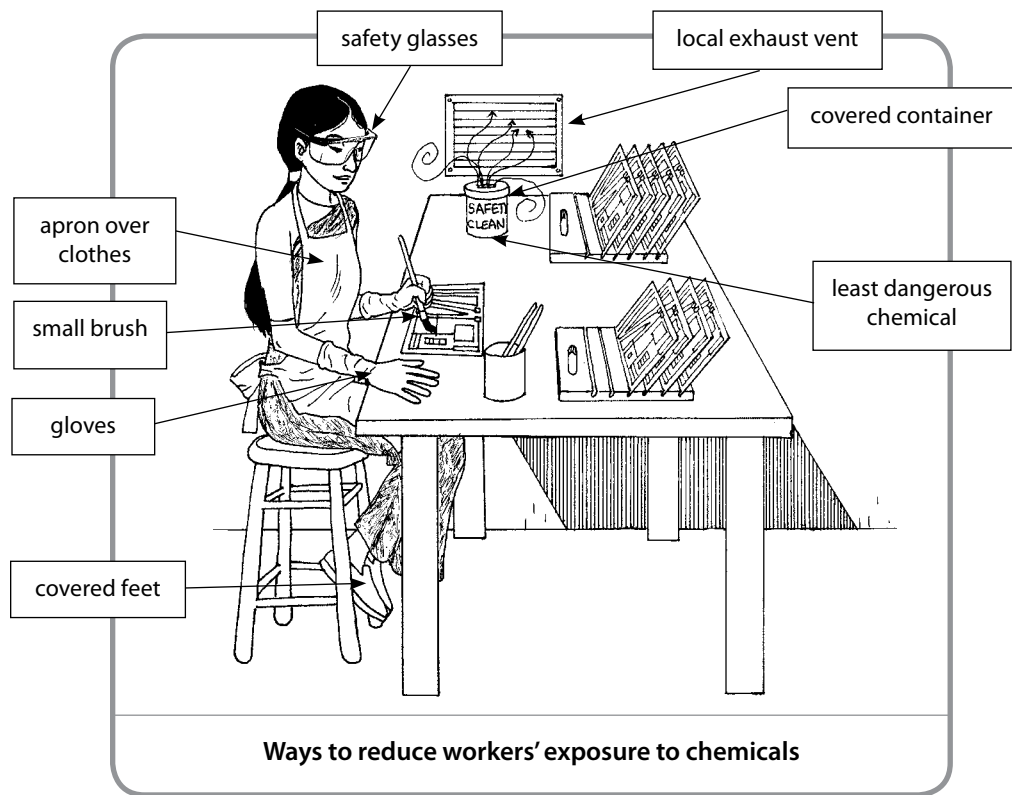 safety glasses
local exhaust vent
covered container
apron over
clothes
SAFETY
CLEAN
least dangerous
chemical
small brush
gloves
covered feet
Ways to reduce workers’ exposure to chemicals